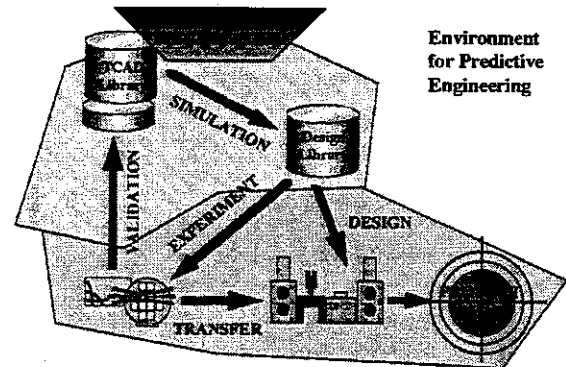 Environment
for Predictive
Engineering
TCAD
Library
SIMULATION
Design
Library
VALIDATION
EXPERIMENT
DESIGN
TRANSFER